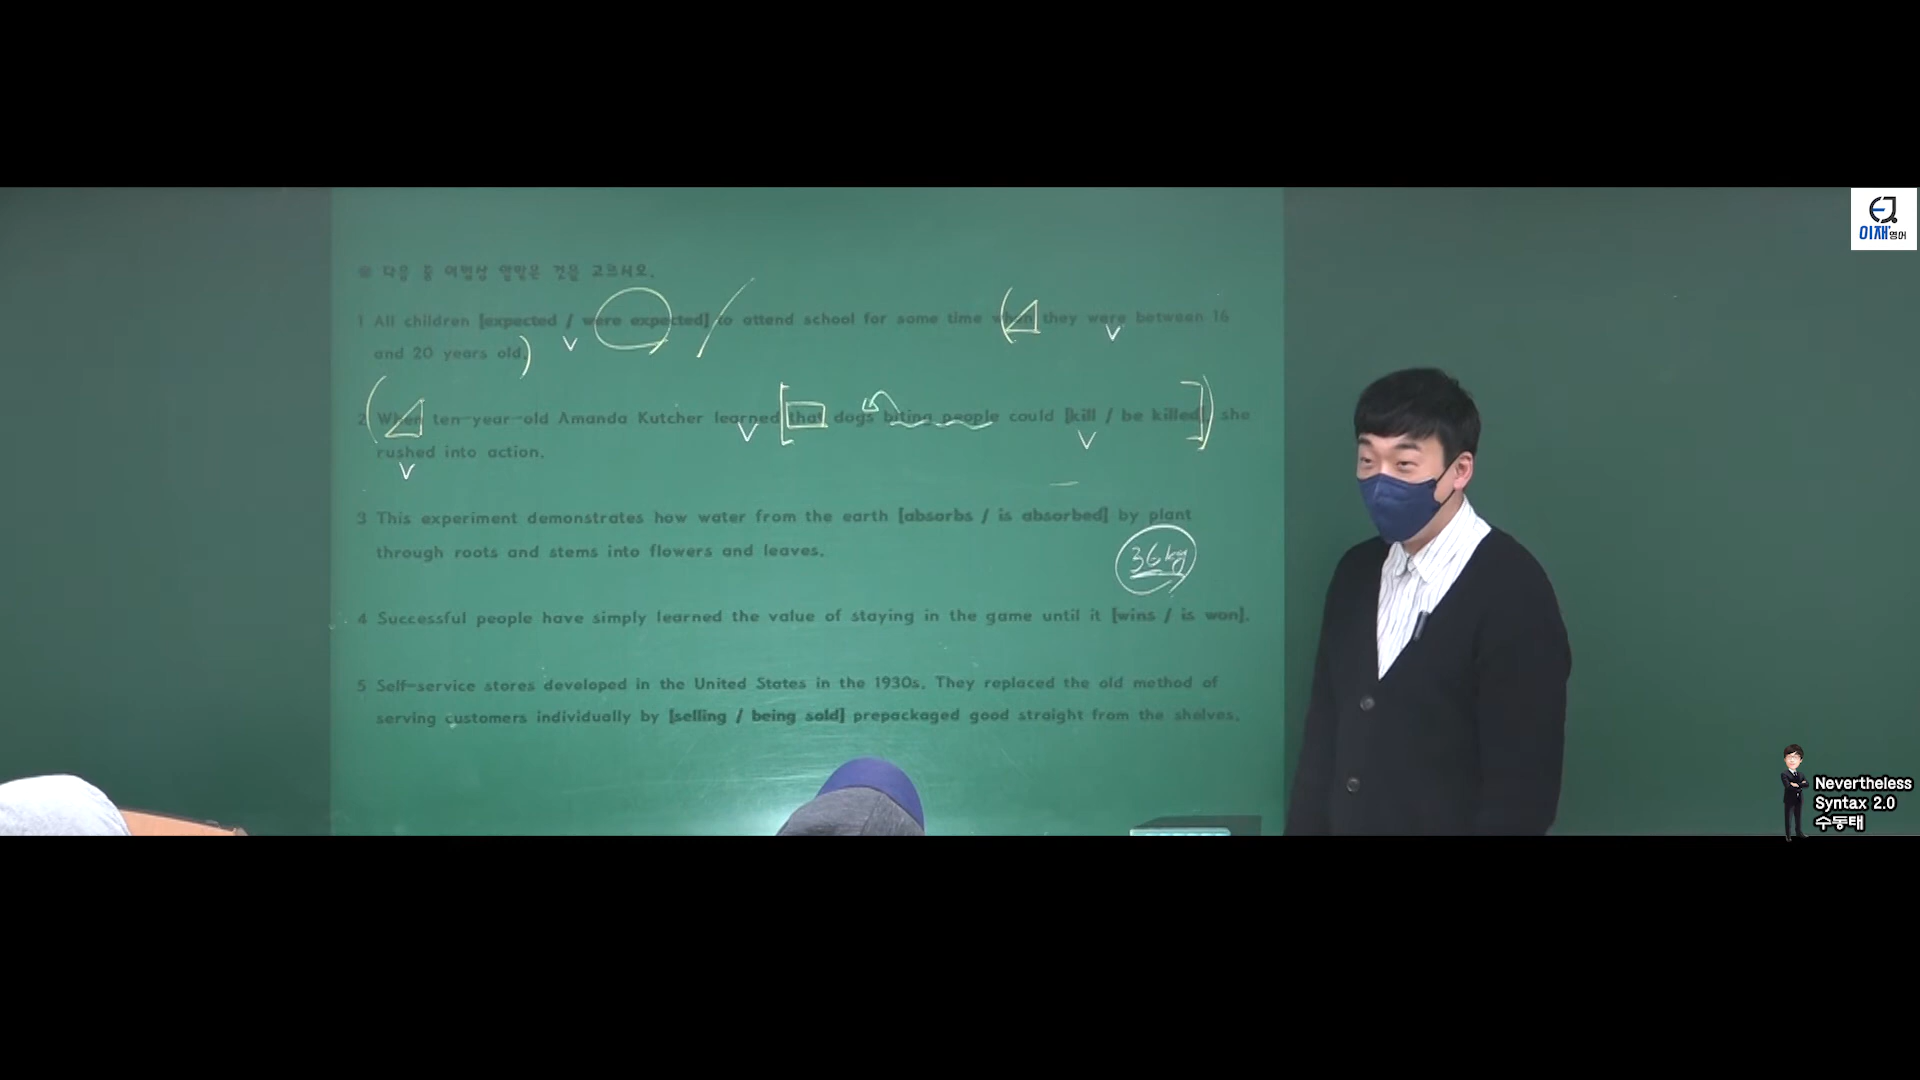 EJ
이재영어
※ 다음 중 어법상 알맞은 것을 고르시오.
1 All children [expected / were expected] to attend school for some time when they were between 16
and 20 years old.
2 When ten-year-old Amanda Kutcher learned that dogs biting people could [kill / be killed], she
rushed into action.
3 This experiment demonstrates how water from the earth [absorbs / is absorbed] by plant
through roots and stems into flowers and leaves.
36kg
4 Successful people have simply learned the value of staying in the game until it [wins / is won].
5 Self-service stores developed in the United States in the 1930s. They replaced the old method of
serving customers individually by [selling / being sold] prepackaged good straight from the shelves.
V
V
V
V
V
Nevertheless
Syntax 2.0
수동태